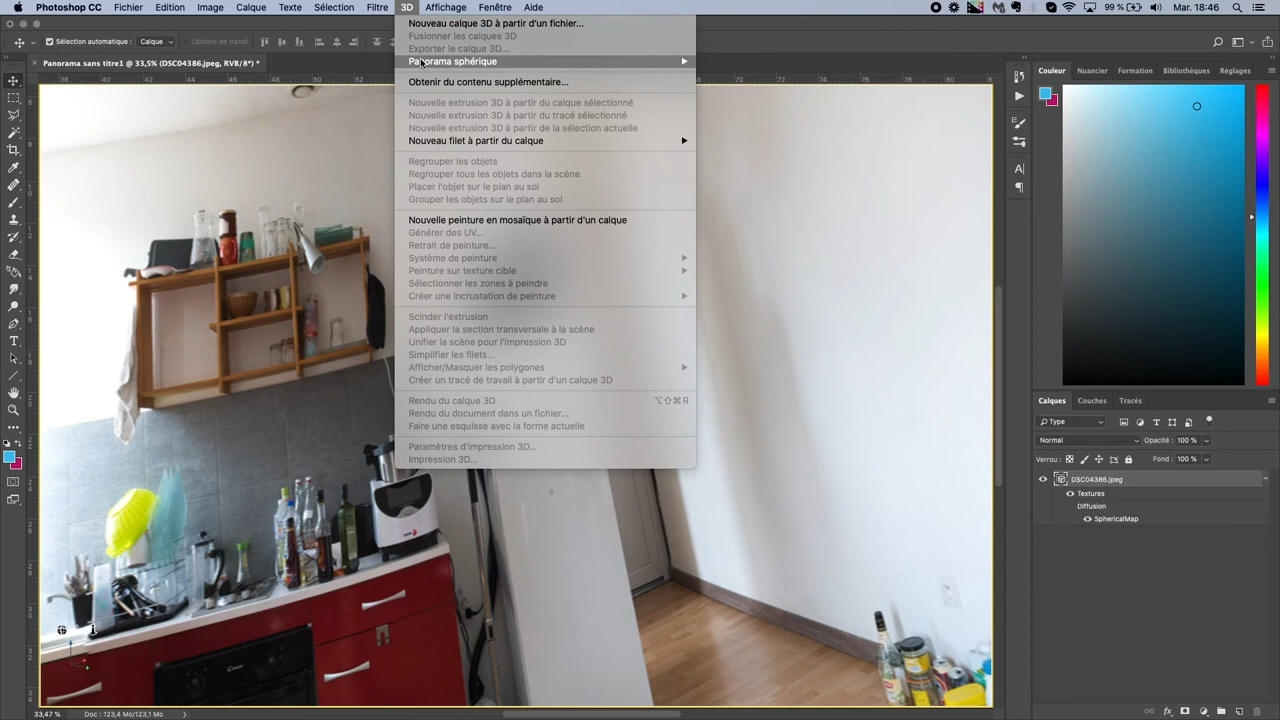 Photoshop CC Fichier Edition Image Calque Texte Sélection Filtre 3D Affichage Fenêtre Aide 99 % Mar. 18:46
Sélection automatique : Calque Options de transf.
Panorama sans titre1 @ 33,5% (DSC04386.jpeg, RVB/8*) *
Nouveau calque 3D à partir d'un fichier...
Fusionner les calques 3D
Exporter le calque 3D...
Panorama sphérique
Obtenir du contenu supplémentaire...
Nouvelle extrusion 3D à partir du calque sélectionné
Nouvelle extrusion 3D à partir du tracé sélectionné
Nouvelle extrusion 3D à partir de la sélection actuelle
Nouveau filet à partir du calque
Regrouper les objets
Regrouper tous les objets dans la scène
Placer l'objet sur le plan au sol
Grouper les objets sur le plan au sol
Nouvelle peinture en mosaïque à partir d'un calque
Générer des UV...
Retrait de peinture...
Système de peinture
Peinture sur texture cible
Sélectionner les zones à peindre
Créer une incrustation de peinture
Scinder l'extrusion
Appliquer la section transversale à la scène
Unifier la scène pour l'impression 3D
Simplifier les filets...
Afficher/Masquer les polygones
Créer un tracé de travail à partir d'un calque 3D
Rendu du calque 3D ⌥⇧⌘R
Rendu du document dans un fichier...
Faire une esquisse avec la forme actuelle
Paramètres d'impression 3D...
Impression 3D...
Couleur Nuancier Formation Bibliothèques Réglages
Calques Couches Tracés
Type
Normal Opacité : 100 %
Verrou : Fond : 100 %
DSC04386.jpeg
Textures
Diffusion
SphericalMap
33,47 % Doc : 123,4 Mo/123,1 Mo